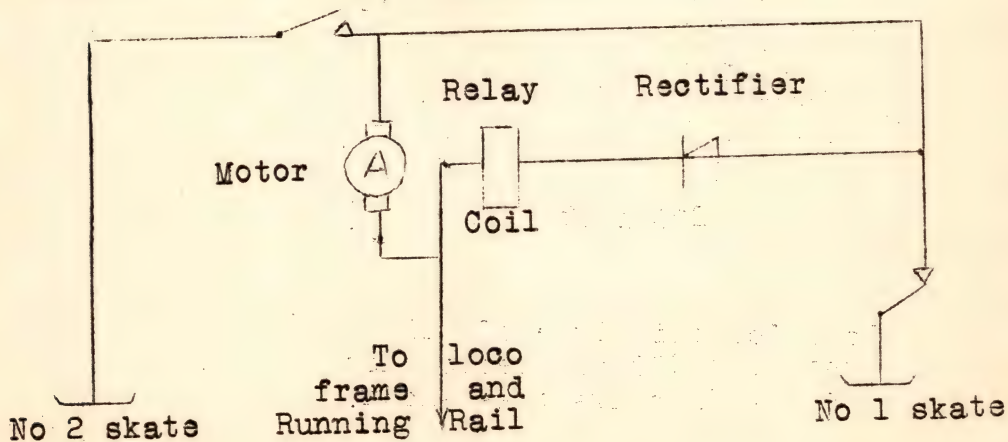 Relay Rectifier
Motor A
Coil
To loco
frame and
Running Rail
No 2 skate
No 1 skate